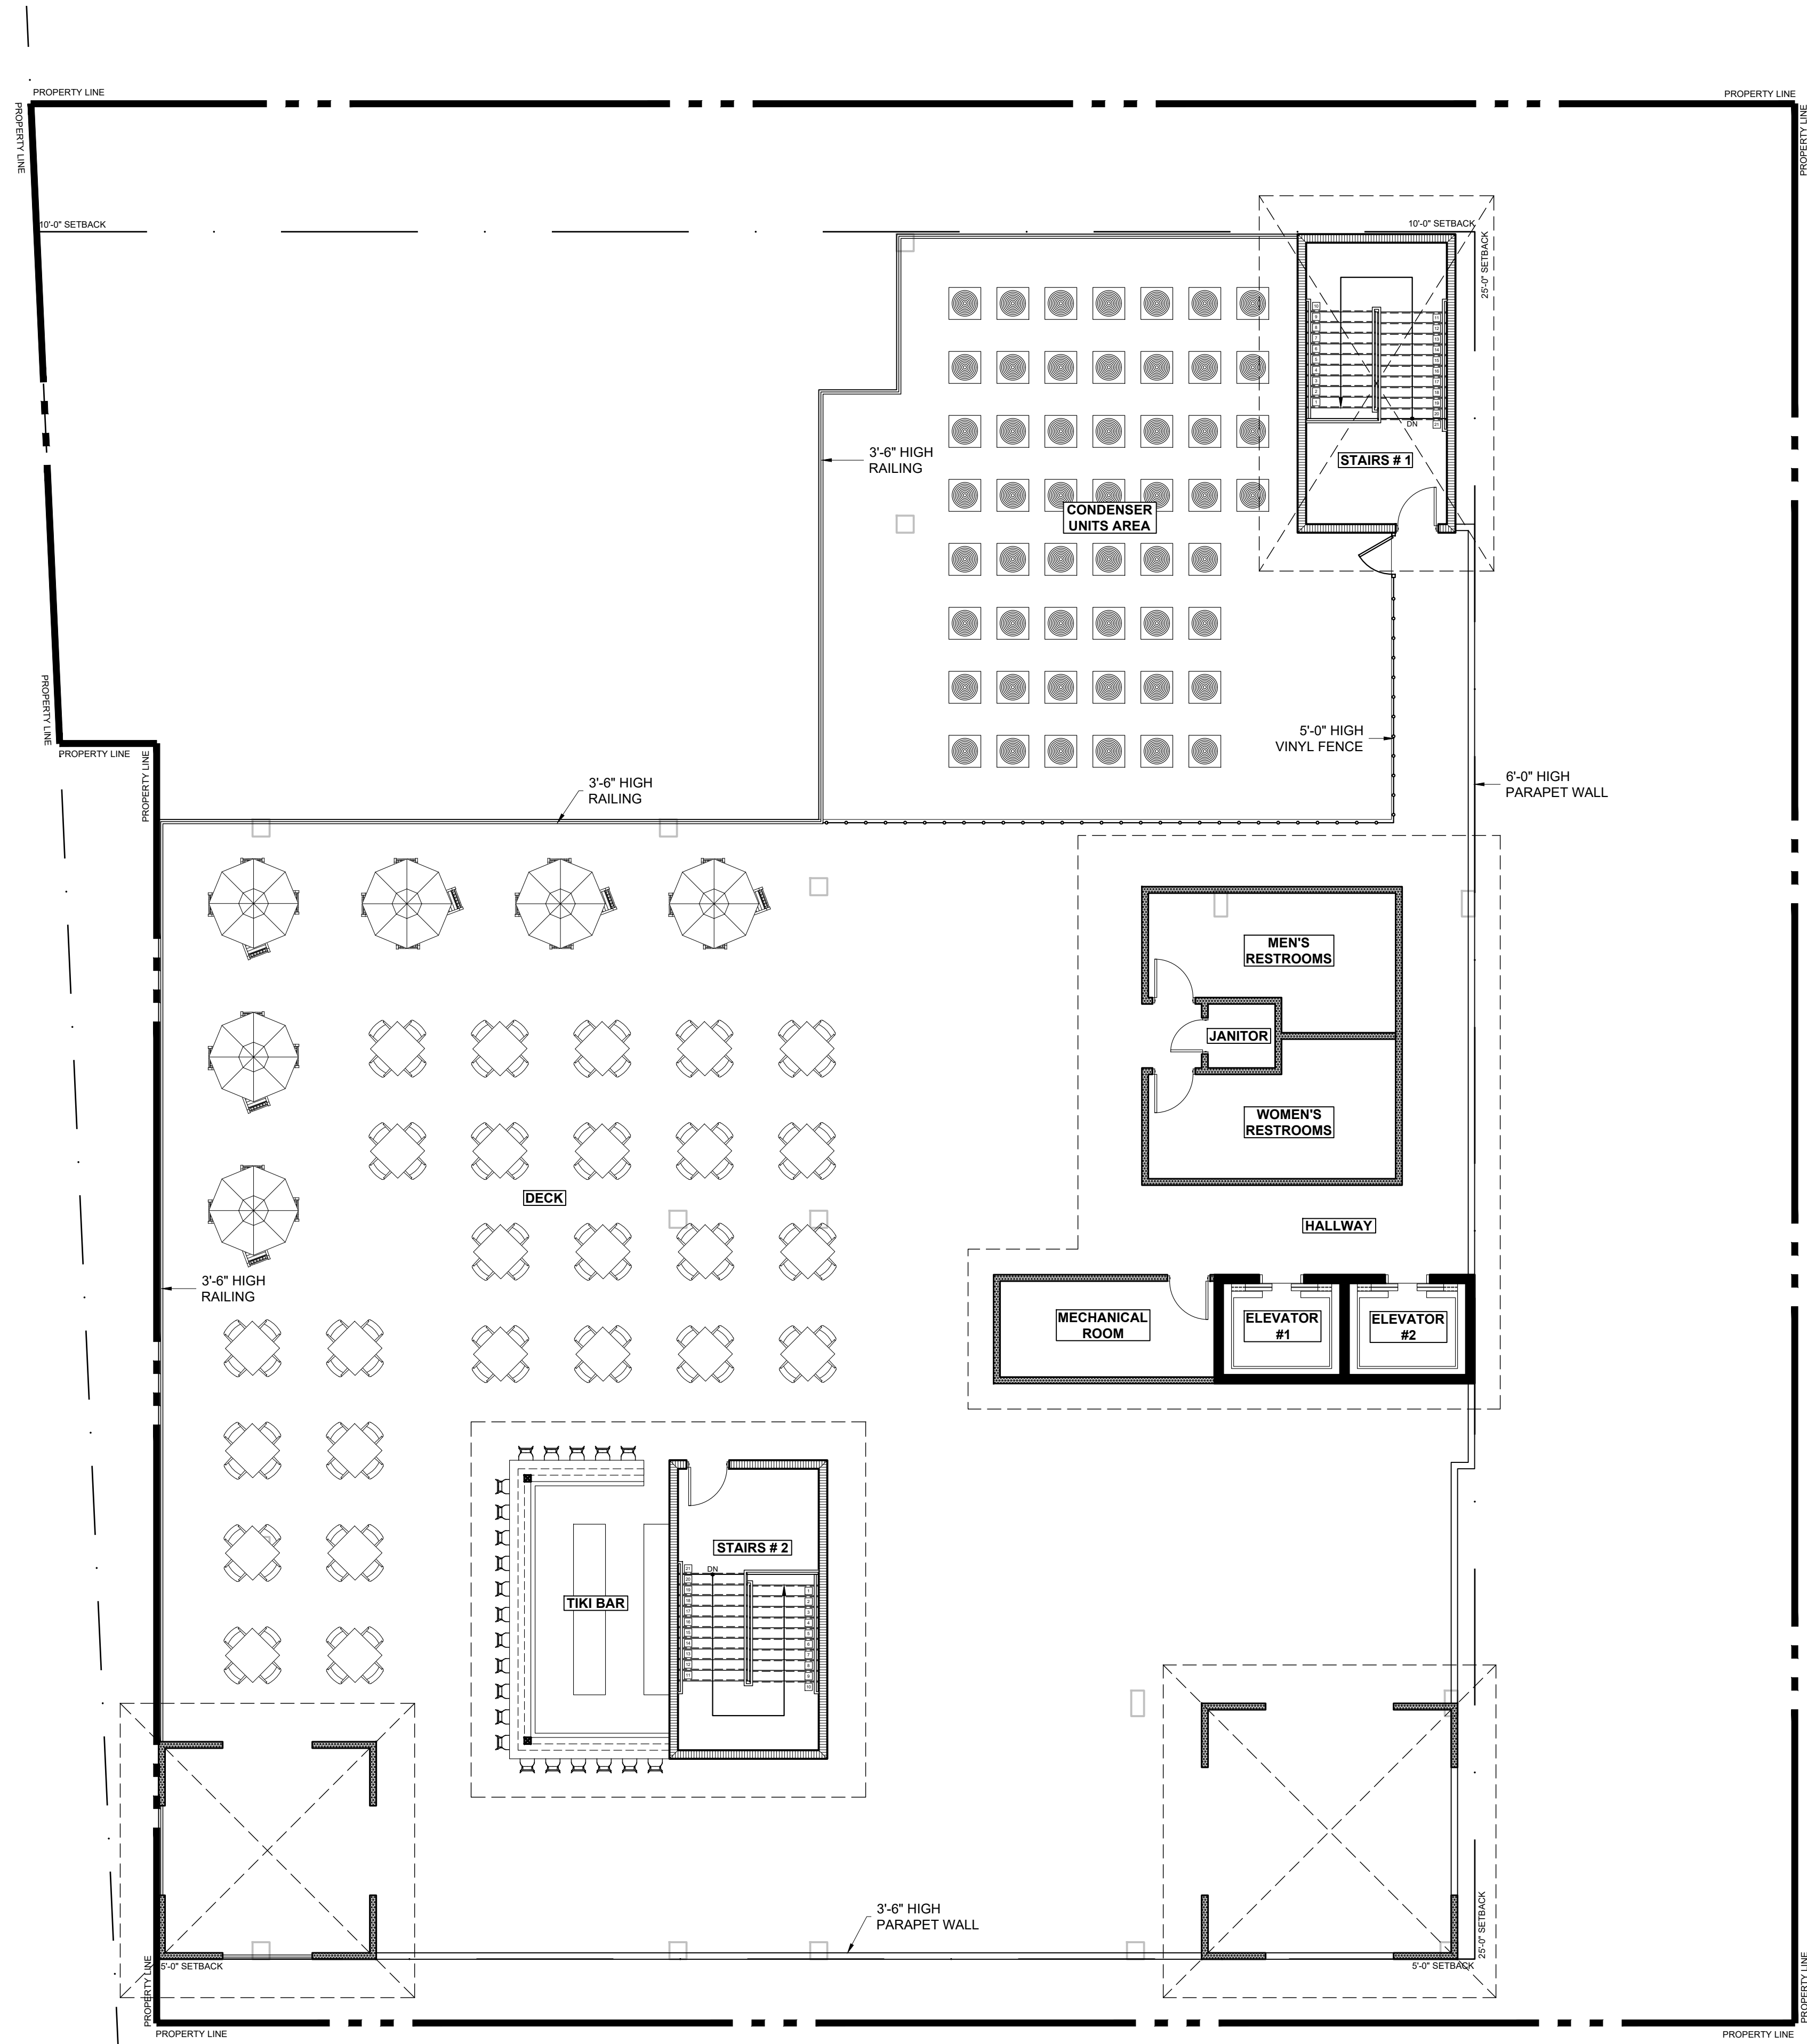 PROPERTY LINE
PROPERTY LINE
PROPERTY LINE
PROPERTY LINE
10'-0" SETBACK
10'-0" SETBACK
25'-0" SETBACK
DN
STAIRS # 1
3'-6" HIGH
RAILING
CONDENSER
UNITS AREA
PROPERTY LINE
PROPERTY LINE
PROPERTY LINE
5'-0" HIGH
VINYL FENCE
3'-6" HIGH
RAILING
6'-0" HIGH
PARAPET WALL
MEN'S
RESTROOMS
JANITOR
WOMEN'S
RESTROOMS
DECK
HALLWAY
3'-6" HIGH
RAILING
MECHANICAL
ROOM
ELEVATOR
#1
ELEVATOR
#2
STAIRS # 2
DN
TIKI BAR
3'-6" HIGH
PARAPET WALL
25'-0" SETBACK
5'-0" SETBACK
5'-0" SETBACK
PROPERTY LINE
PROPERTY LINE
PROPERTY LINE
PROPERTY LINE